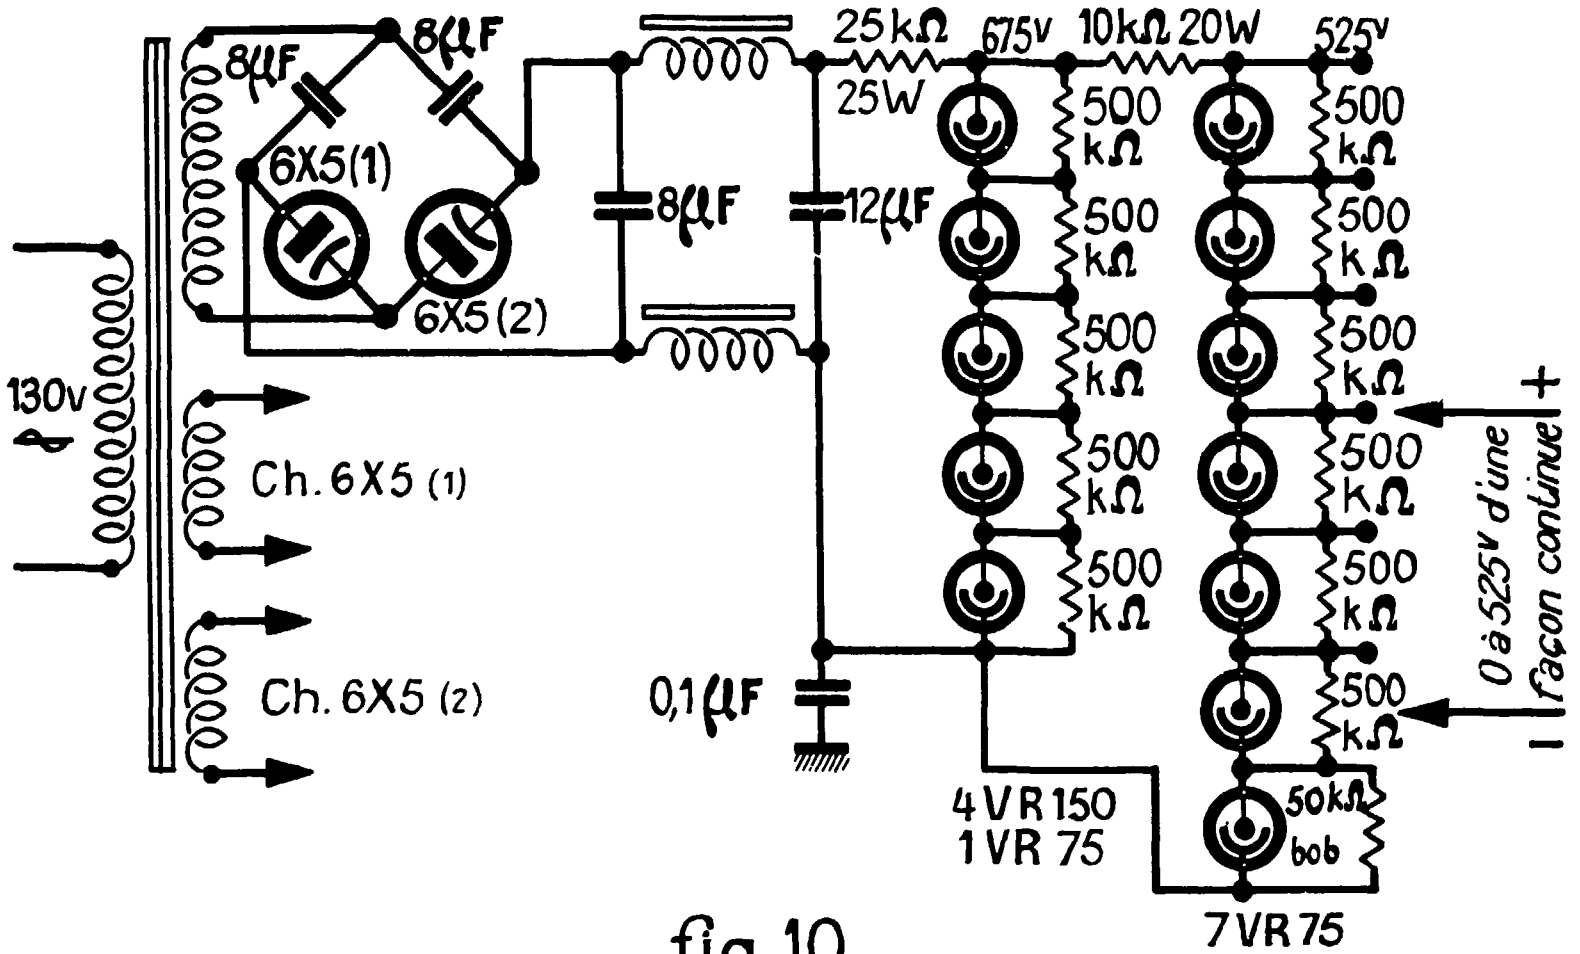 8μF
8μF
25kΩ
25W
675v
10kΩ 20W
525v
6X5(1)
6X5(2)
8μF
12μF
500
kΩ
500
kΩ
500
kΩ
500
kΩ
500
kΩ
500
kΩ
500
kΩ
500
kΩ
500
kΩ
500
kΩ
500
kΩ
130v
Ch. 6X5 (1)
Ch. 6X5 (2)
0,1μF
+
0 à 525v d'une
façon continue
–
50kΩ
bob
4 VR 150
1 VR 75
7 VR 75
fig 10